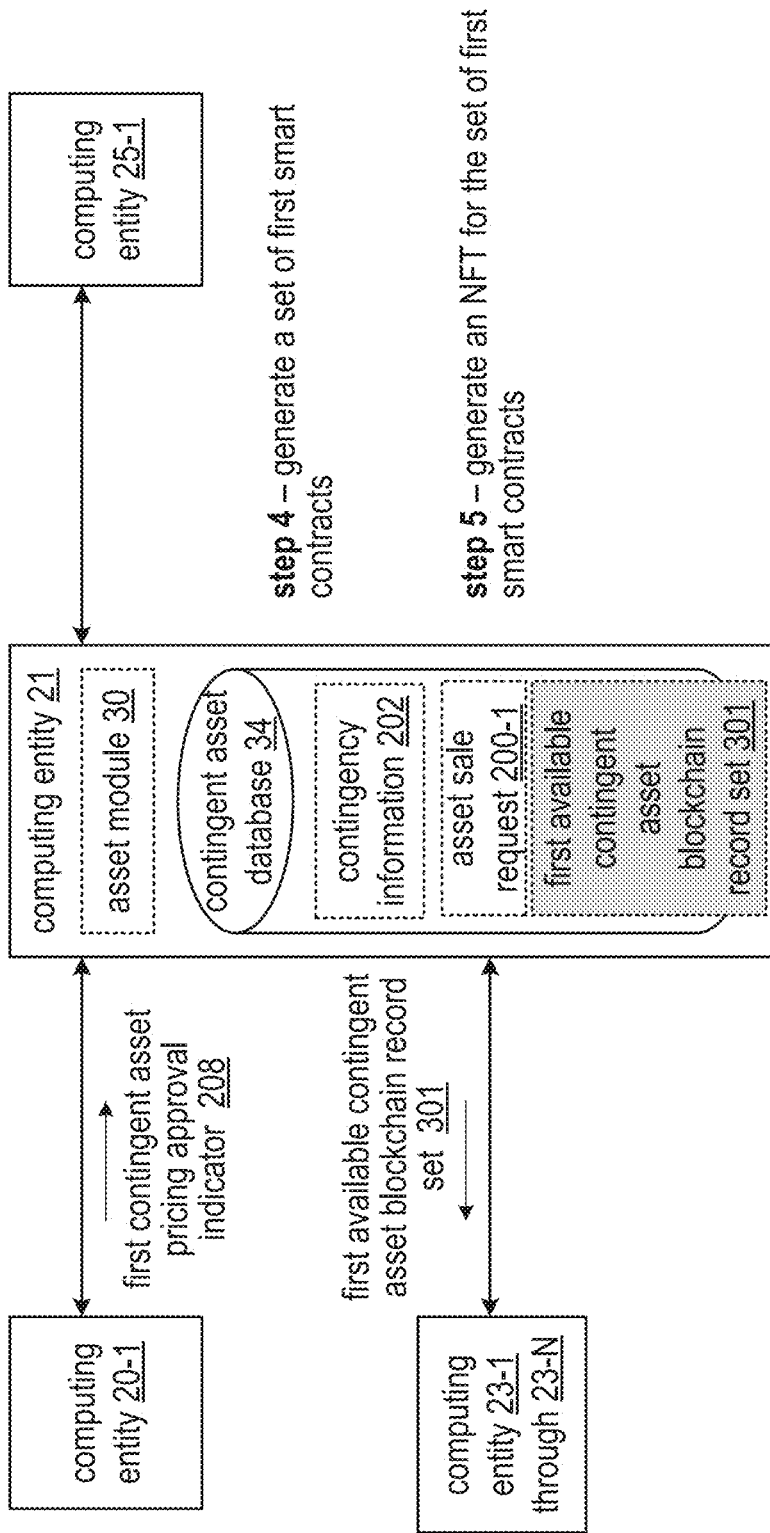 computing
entity 20-1
first contingent asset
pricing approval
indicator 208
computing
entity 23-1
through 23-N
first available contingent
asset blockchain record
set 301
computing entity 21
asset module 30
contingent asset
database 34
contingency
information 202
asset sale
request 200-1
first available
contingent
asset
blockchain
record set 301
computing
entity 25-1
step 4 – generate a set of first smart
contracts
step 5 – generate an NFT for the set of first
smart contracts